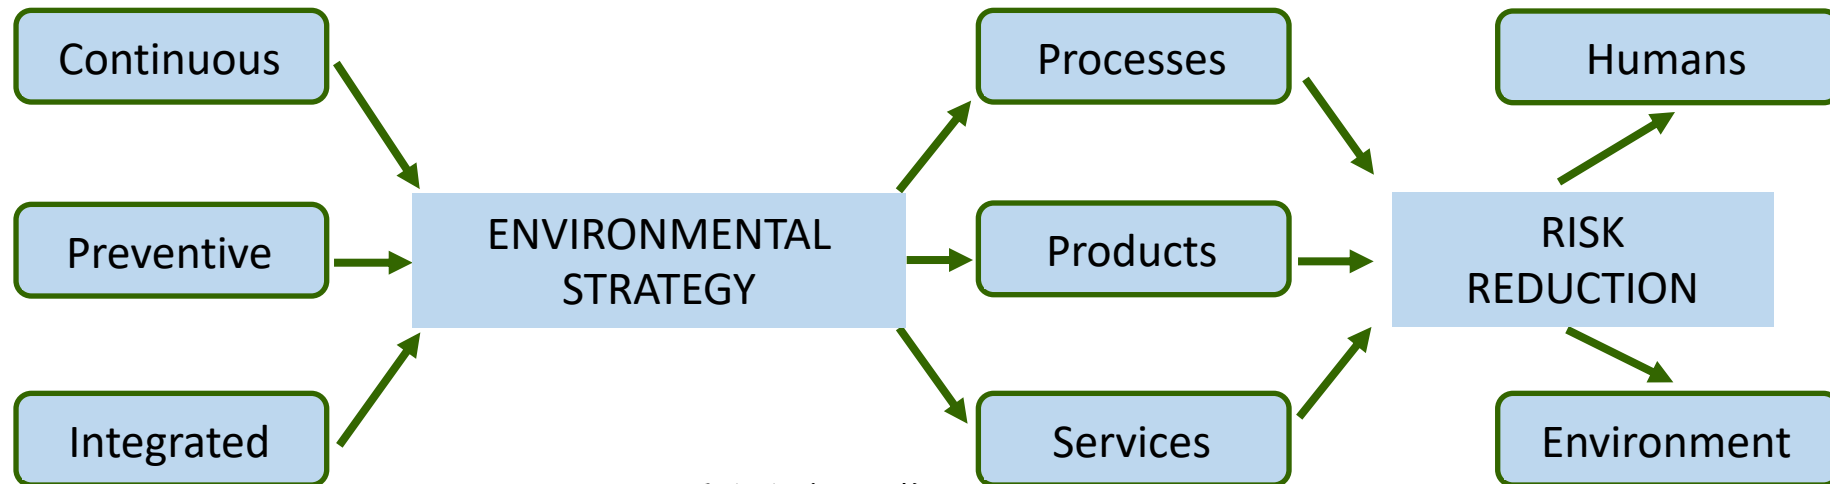 Continuous
Processes
Humans
Preventive
ENVIRONMENTAL
STRATEGY
Products
RISK
REDUCTION
Integrated
Services
Environment